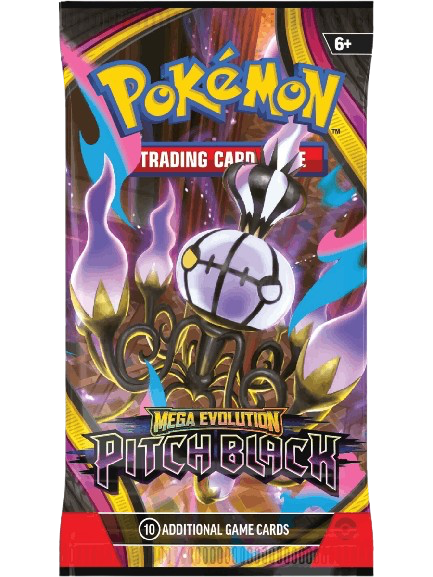 6+
POKéMON
TM
TRADING CARD
MEGA EVOLUTION
PITCH BLACK
10 ADDITIONAL GAME CARDS